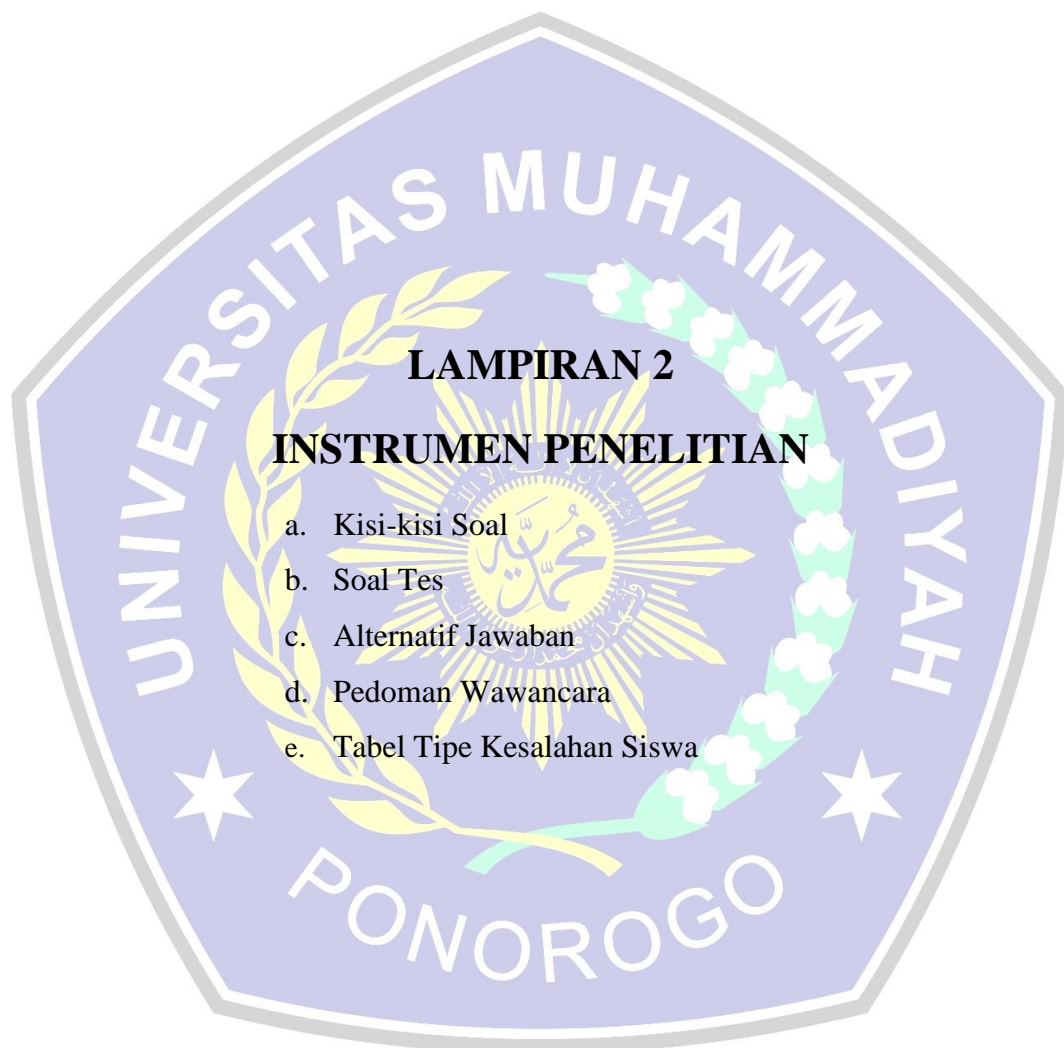 UNIVERSITAS MUHAMMADIYAH
LAMPIRAN 2
INSTRUMEN PENELITIAN
a. Kisi-kisi Soal
b. Soal Tes
c. Alternatif Jawaban
d. Pedoman Wawancara
e. Tabel Tipe Kesalahan Siswa
PONOROGO